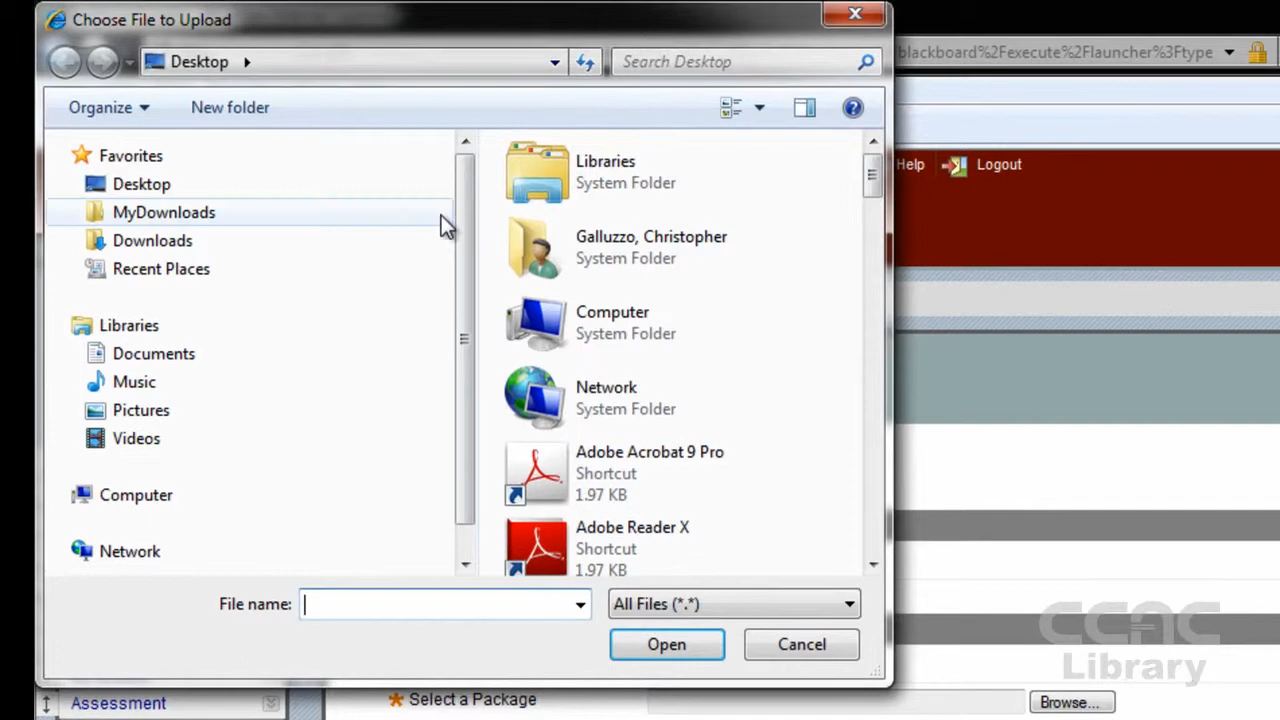 Choose File to Upload
Desktop
Search Desktop
blackboard%2Fexecute%2Flauncher%3Ftype
Organize
New folder
Favorites
Desktop
MyDownloads
Downloads
Recent Places
Libraries
Documents
Music
Pictures
Videos
Computer
Network
Libraries
System Folder
Galluzzo, Christopher
System Folder
Computer
System Folder
Network
System Folder
Adobe Acrobat 9 Pro
Shortcut
1.97 KB
Adobe Reader X
Shortcut
1.97 KB
Help
Logout
File name:
All Files (*.*)
Open
Cancel
CCNC
Library
Assessment
Select a Package
Browse...